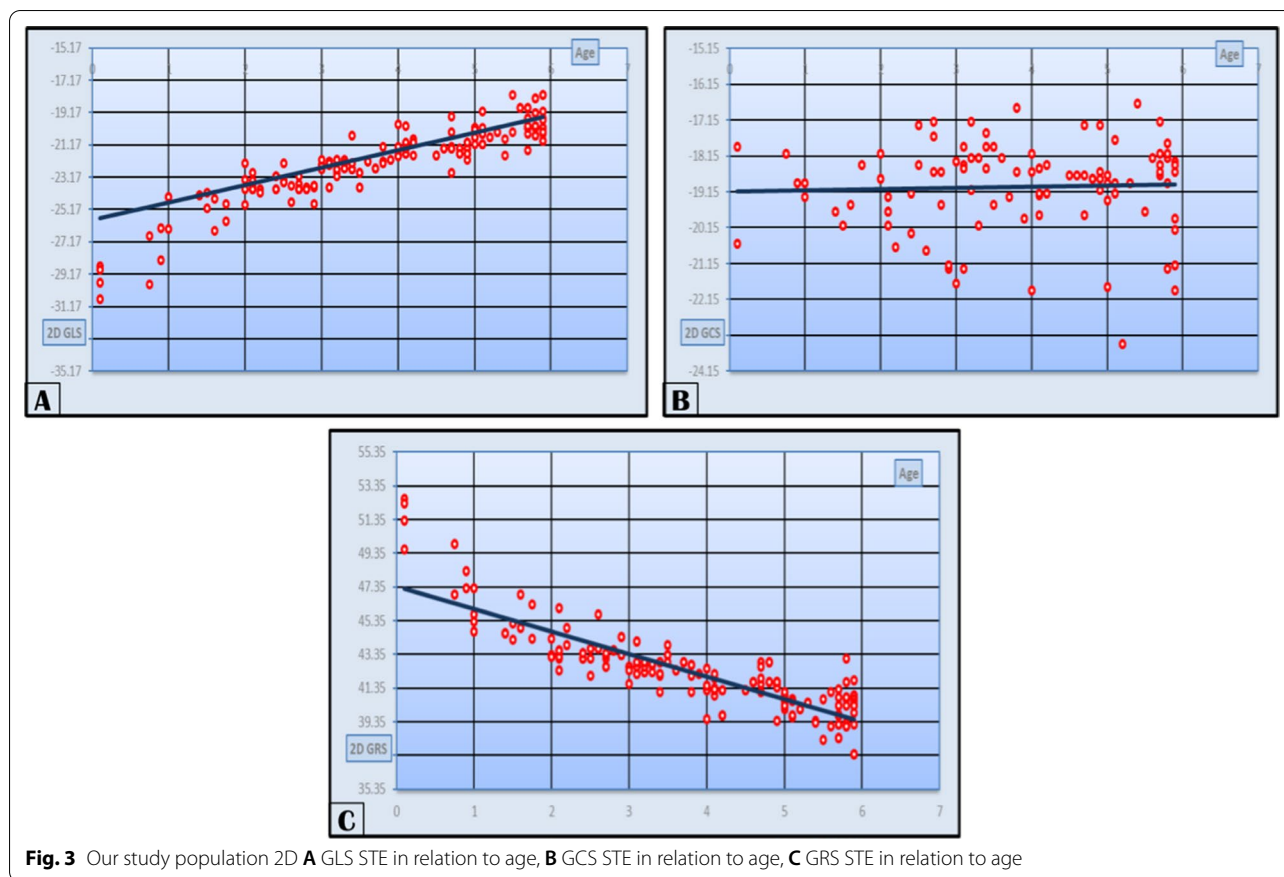 -15.17
Age
0 1 2 3 4 5 6 7
-17.17
-19.17
-21.17
-23.17
-25.17
-27.17
-29.17
-31.17
2D GLS
-35.17
A
-15.15
Age
0 1 2 3 4 5 6 7
-16.15
-17.15
-18.15
-19.15
-20.15
-21.15
-22.15
2D GCS
-24.15
B
55.35
Age
53.35
51.35
49.35
47.35
45.35
43.35
41.35
39.35
2D GRS
35.35
0 1 2 3 4 5 6 7
C
Fig. 3 Our study population 2D A GLS STE in relation to age, B GCS STE in relation to age, C GRS STE in relation to age